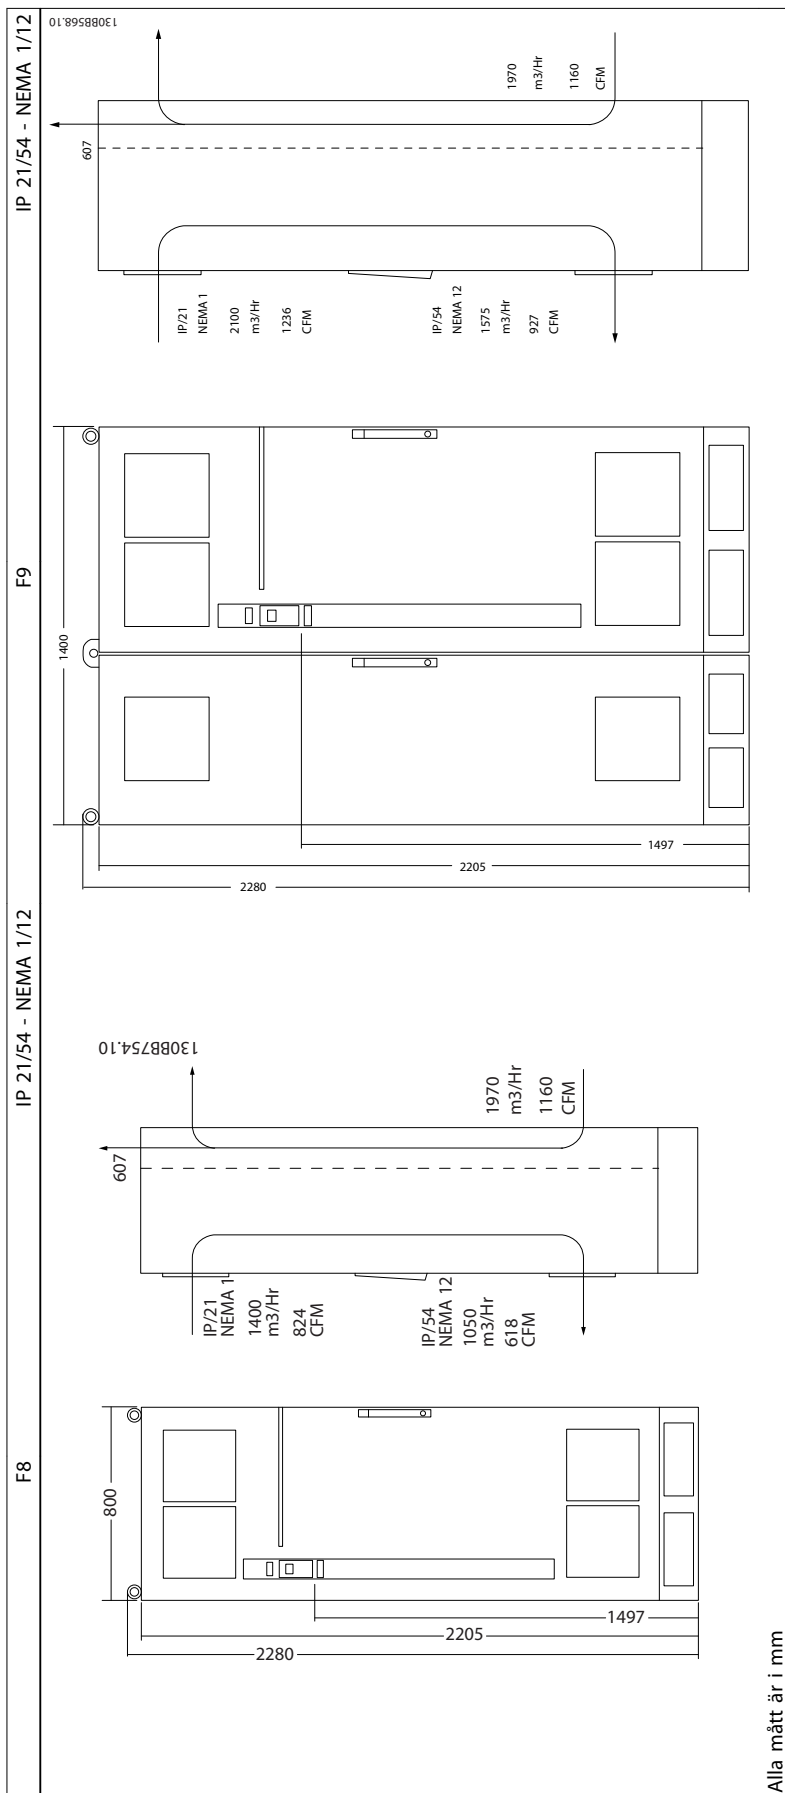 F8
IP 21/54 - NEMA 1/12
F9
IP 21/54 - NEMA 1/12
800
2280
2205
1497
IP/21
NEMA 1
1400
m3/Hr
824
CFM
IP/54
NEMA 12
1050
m3/Hr
618
CFM
607
1970
m3/Hr
1160
CFM
130BB754.10
1400
2280
2205
1497
IP/21
NEMA 1
2100
m3/Hr
1236
CFM
IP/54
NEMA 12
1575
m3/Hr
927
CFM
607
1970
m3/Hr
1160
CFM
130BB568.10
Alla mått är i mm